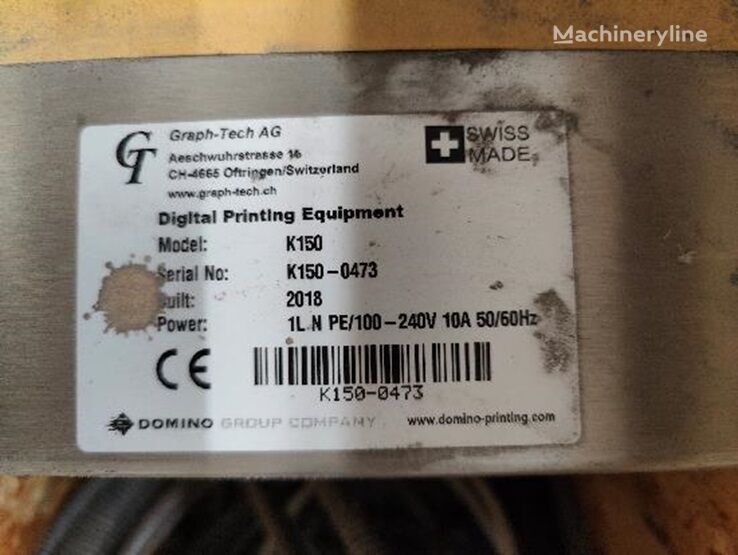 Machineryline
GT
Graph-Tech AG
Aeschwuhrstrasse 16
CH-4665 Oftringen/Switzerland
www.graph-tech.ch
SWISS
MADE
Digital Printing Equipment
Model: K150
Serial No: K150-0473
Built: 2018
Power: 1L N PE/100-240V 10A 50/60Hz
CE
K150-0473
DOMINO GROUP COMPANY www.domino-printing.com